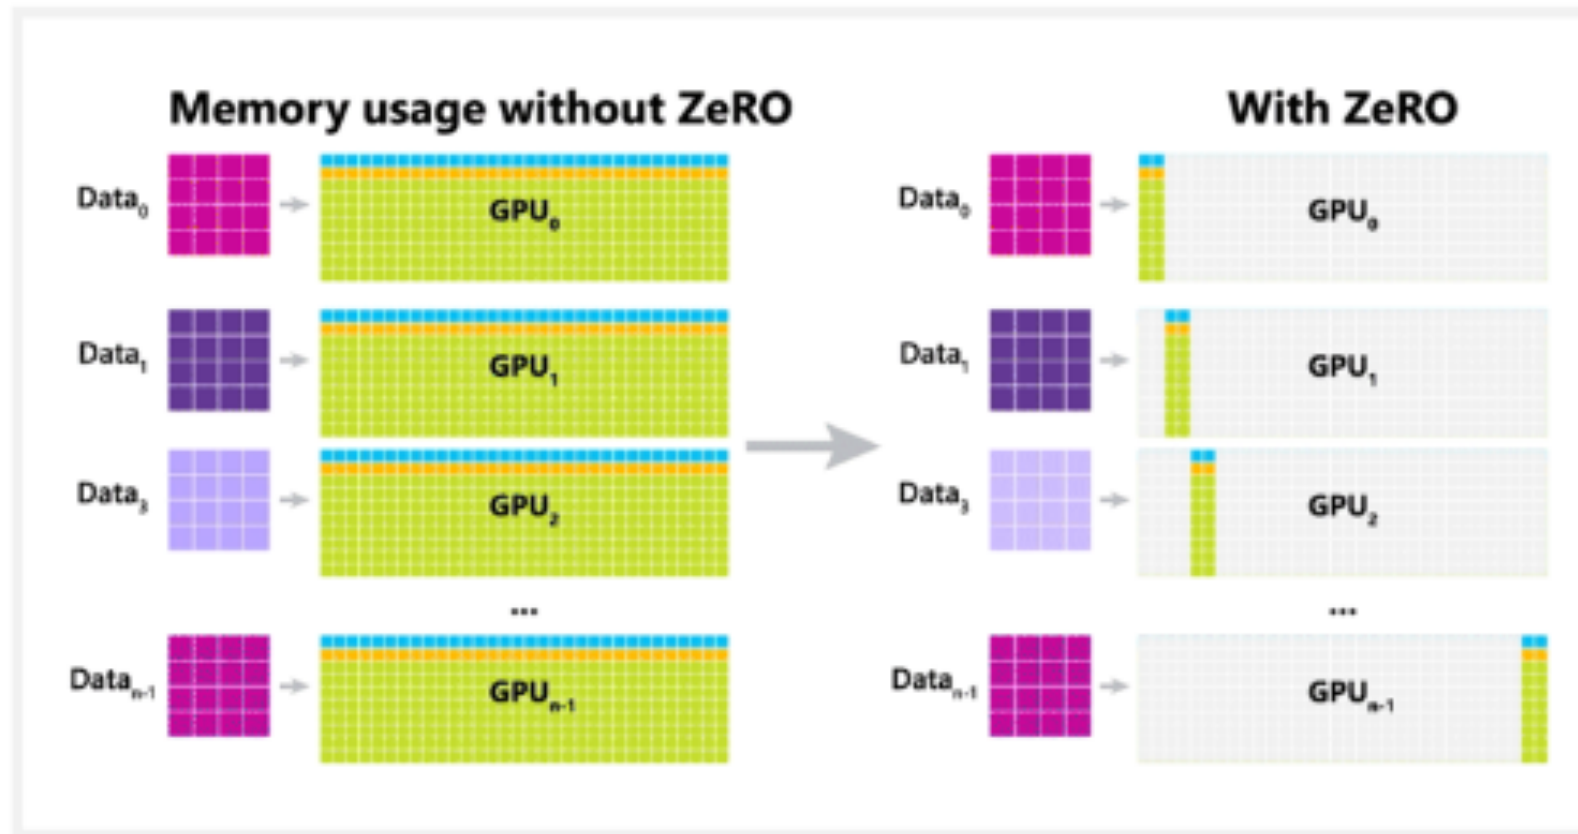 Memory usage without ZeRO
With ZeRO
Data₀
GPU₀
Data₀
GPU₀
Data₁
GPU₁
Data₁
GPU₁
Data₃
GPU₂
Data₃
GPU₂
...
...
Dataₙ₋₁
GPUₙ₋₁
Dataₙ₋₁
GPUₙ₋₁